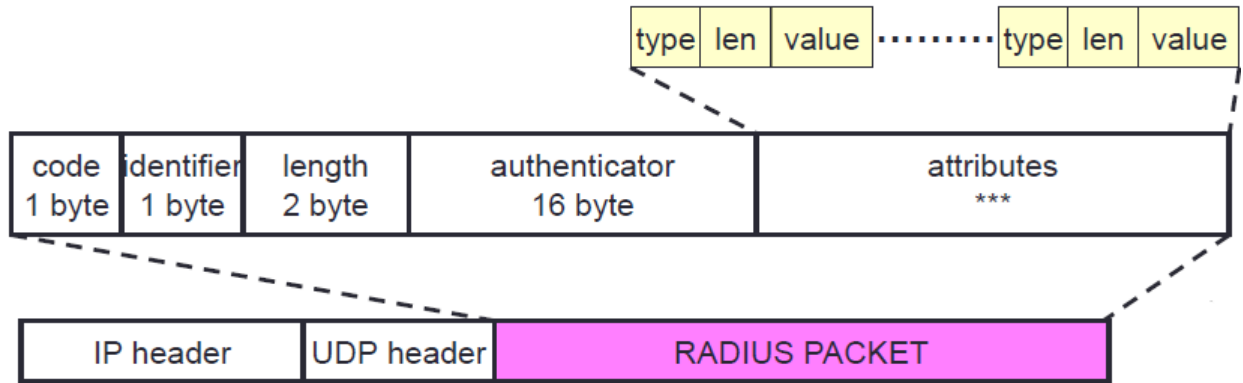 type len value ......... type len value
code identifier length authenticator attributes
1 byte 1 byte 2 byte 16 byte ***
IP header UDP header RADIUS PACKET